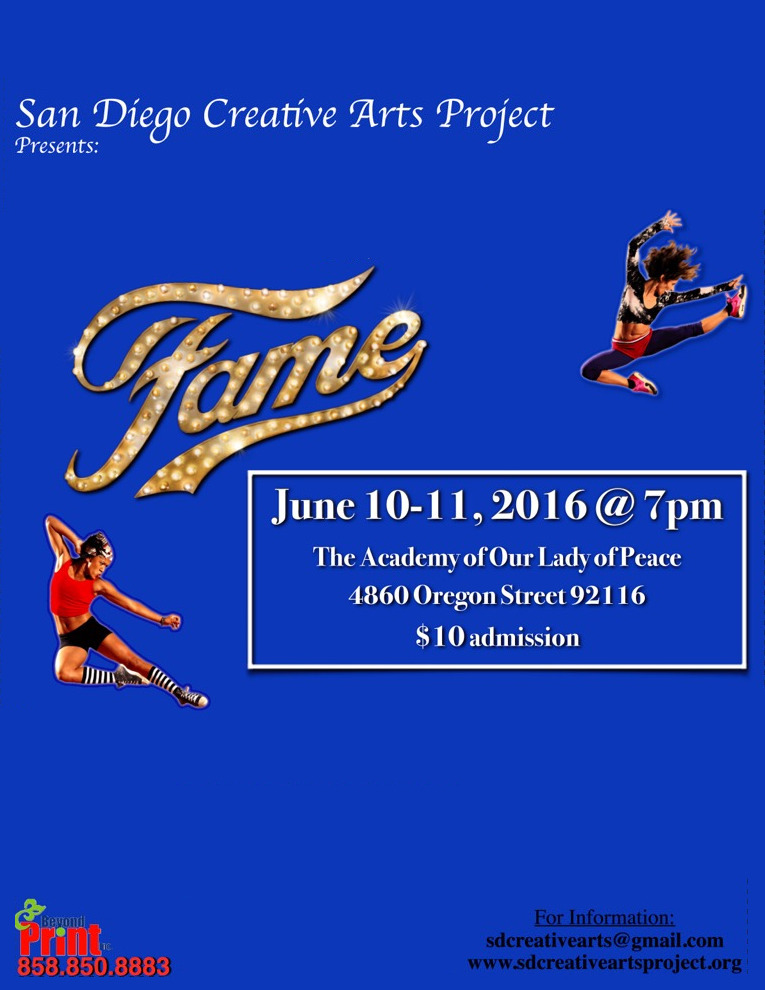 San Diego Creative Arts Project
Presents:
Fame
June 10-11, 2016 @ 7pm
The Academy of Our Lady of Peace
4860 Oregon Street 92116
$10 admission
Beyond
Print
858.850.8883
For Information:
sdcreativearts@gmail.com
www.sdcreativeartsproject.org